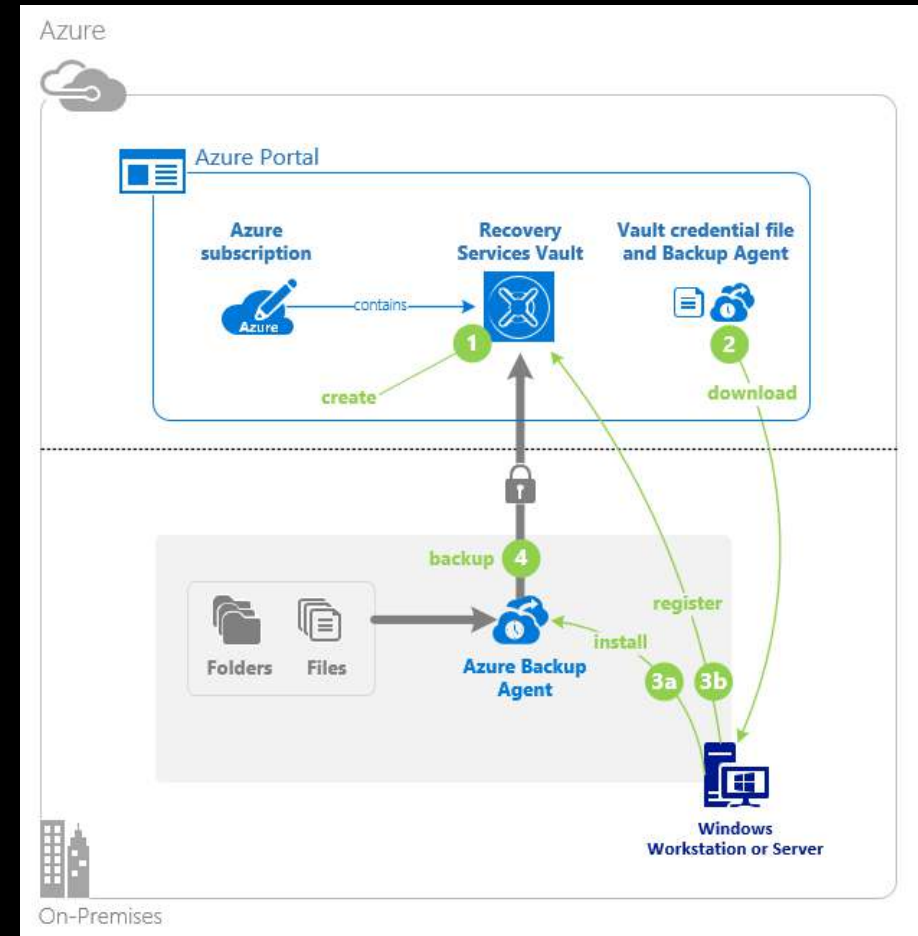 Azure
Azure Portal
Azure
subscription
Recovery
Services Vault
Vault credential file
and Backup Agent
Azure
contains
1
2
create
download
backup
4
register
install
Folders
Files
Azure Backup
Agent
3a
3b
Windows
Workstation or Server
On-Premises